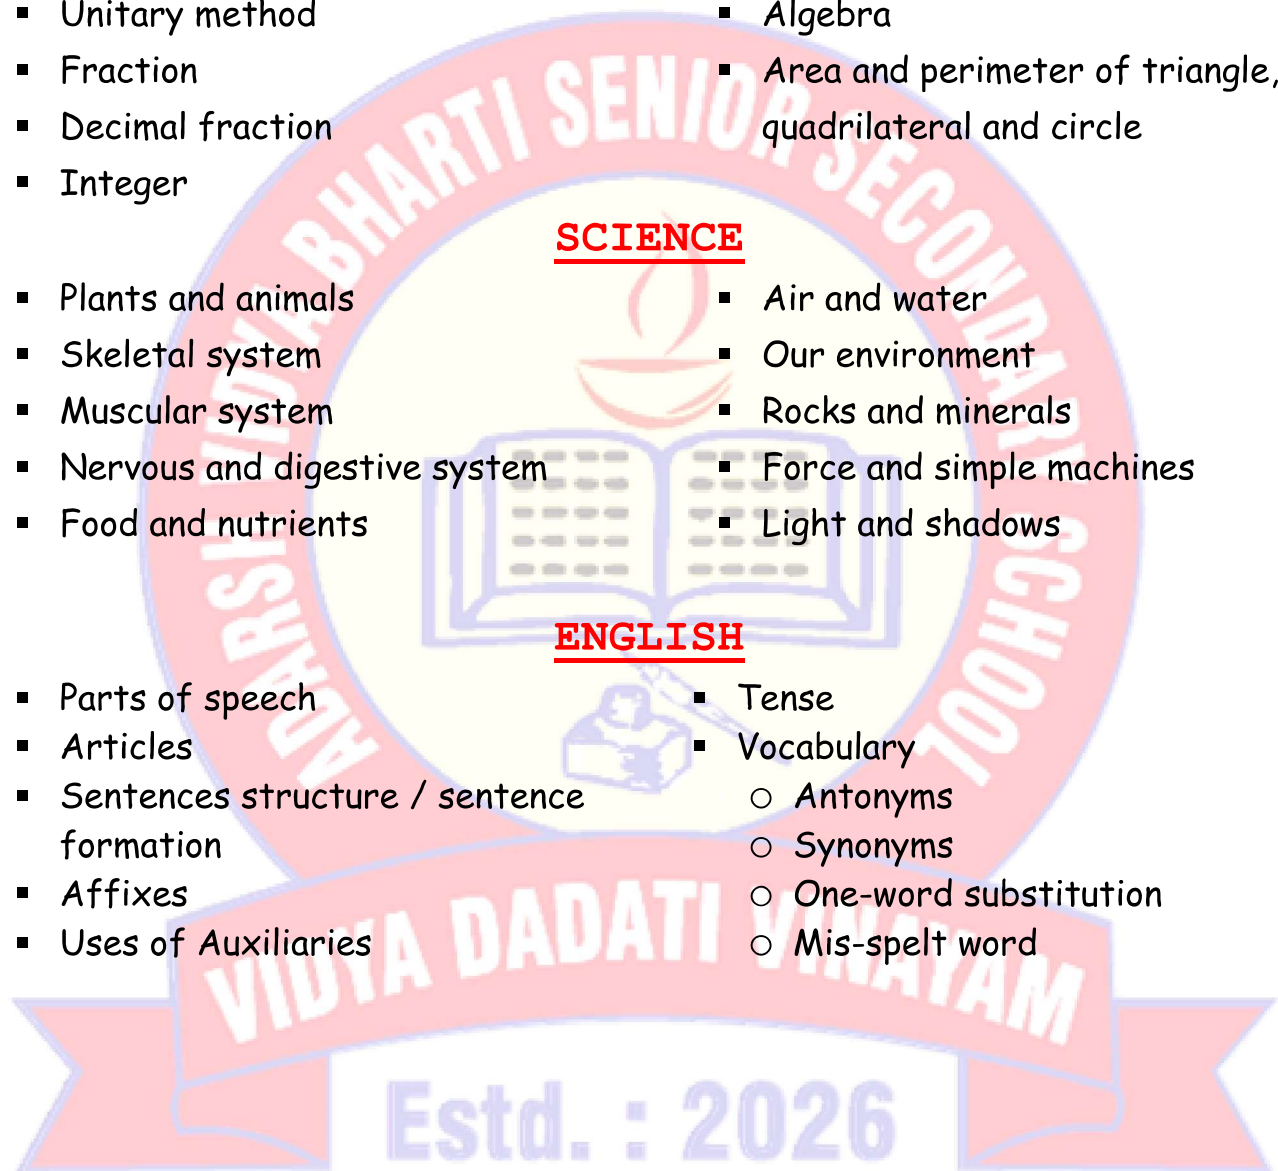 ▪ Unitary method
▪ Fraction
▪ Decimal fraction
▪ Integer
▪ Algebra
▪ Area and perimeter of triangle,
quadrilateral and circle
SCIENCE
▪ Plants and animals
▪ Skeletal system
▪ Muscular system
▪ Nervous and digestive system
▪ Food and nutrients
▪ Air and water
▪ Our environment
▪ Rocks and minerals
▪ Force and simple machines
▪ Light and shadows
ENGLISH
▪ Parts of speech
▪ Articles
▪ Sentences structure / sentence
formation
▪ Affixes
▪ Uses of Auxiliaries
▪ Tense
▪ Vocabulary
○ Antonyms
○ Synonyms
○ One-word substitution
○ Mis-spelt word
ADARSI VIDYA BHARTI SENIOR SECONDARY SCHOOL
VIDYA DADATI VINAYAM
Estd. : 2026